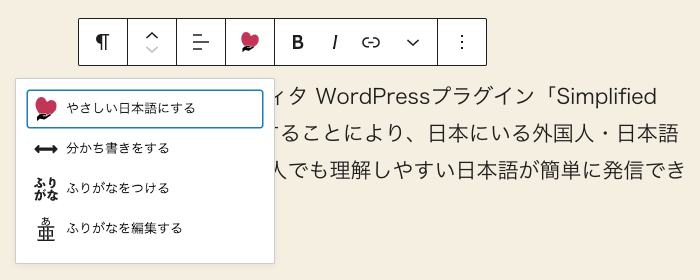 B I
やさしい日本語にする
分かち書きをする
ふりがな ふりがなをつける
あ亜 ふりがなを編集する
ィタ WordPressプラグイン「Simplified
することにより、日本にいる外国人・日本語
人でも理解しやすい日本語が簡単に発信でき